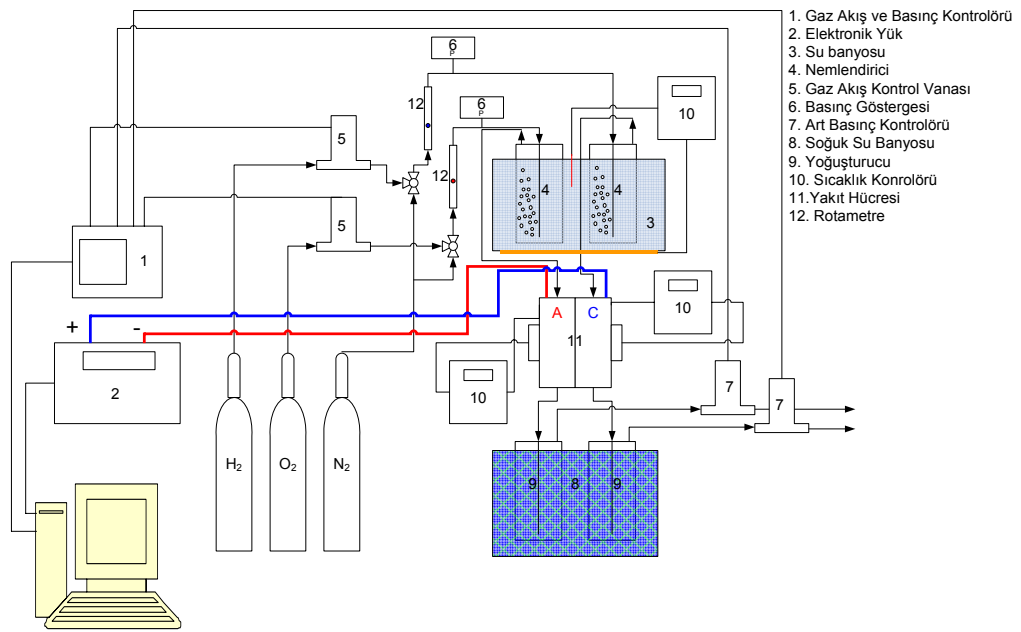 1. Gaz Akış ve Basınç Kontrolörü
2. Elektronik Yük
3. Su banyosu
4. Nemlendirici
5. Gaz Akış Kontrol Vanası
6. Basınç Göstergesi
7. Art Basınç Kontrolörü
8. Soğuk Su Banyosu
9. Yoğuşturucu
10. Sıcaklık Konrolörü
11.Yakıt Hücresi
12. Rotametre
6
P
12
6
P
10
5
12
4
4
3
5
1
A
C
10
11
+
-
2
10
7
7
H₂
O₂
N₂
9
8
9